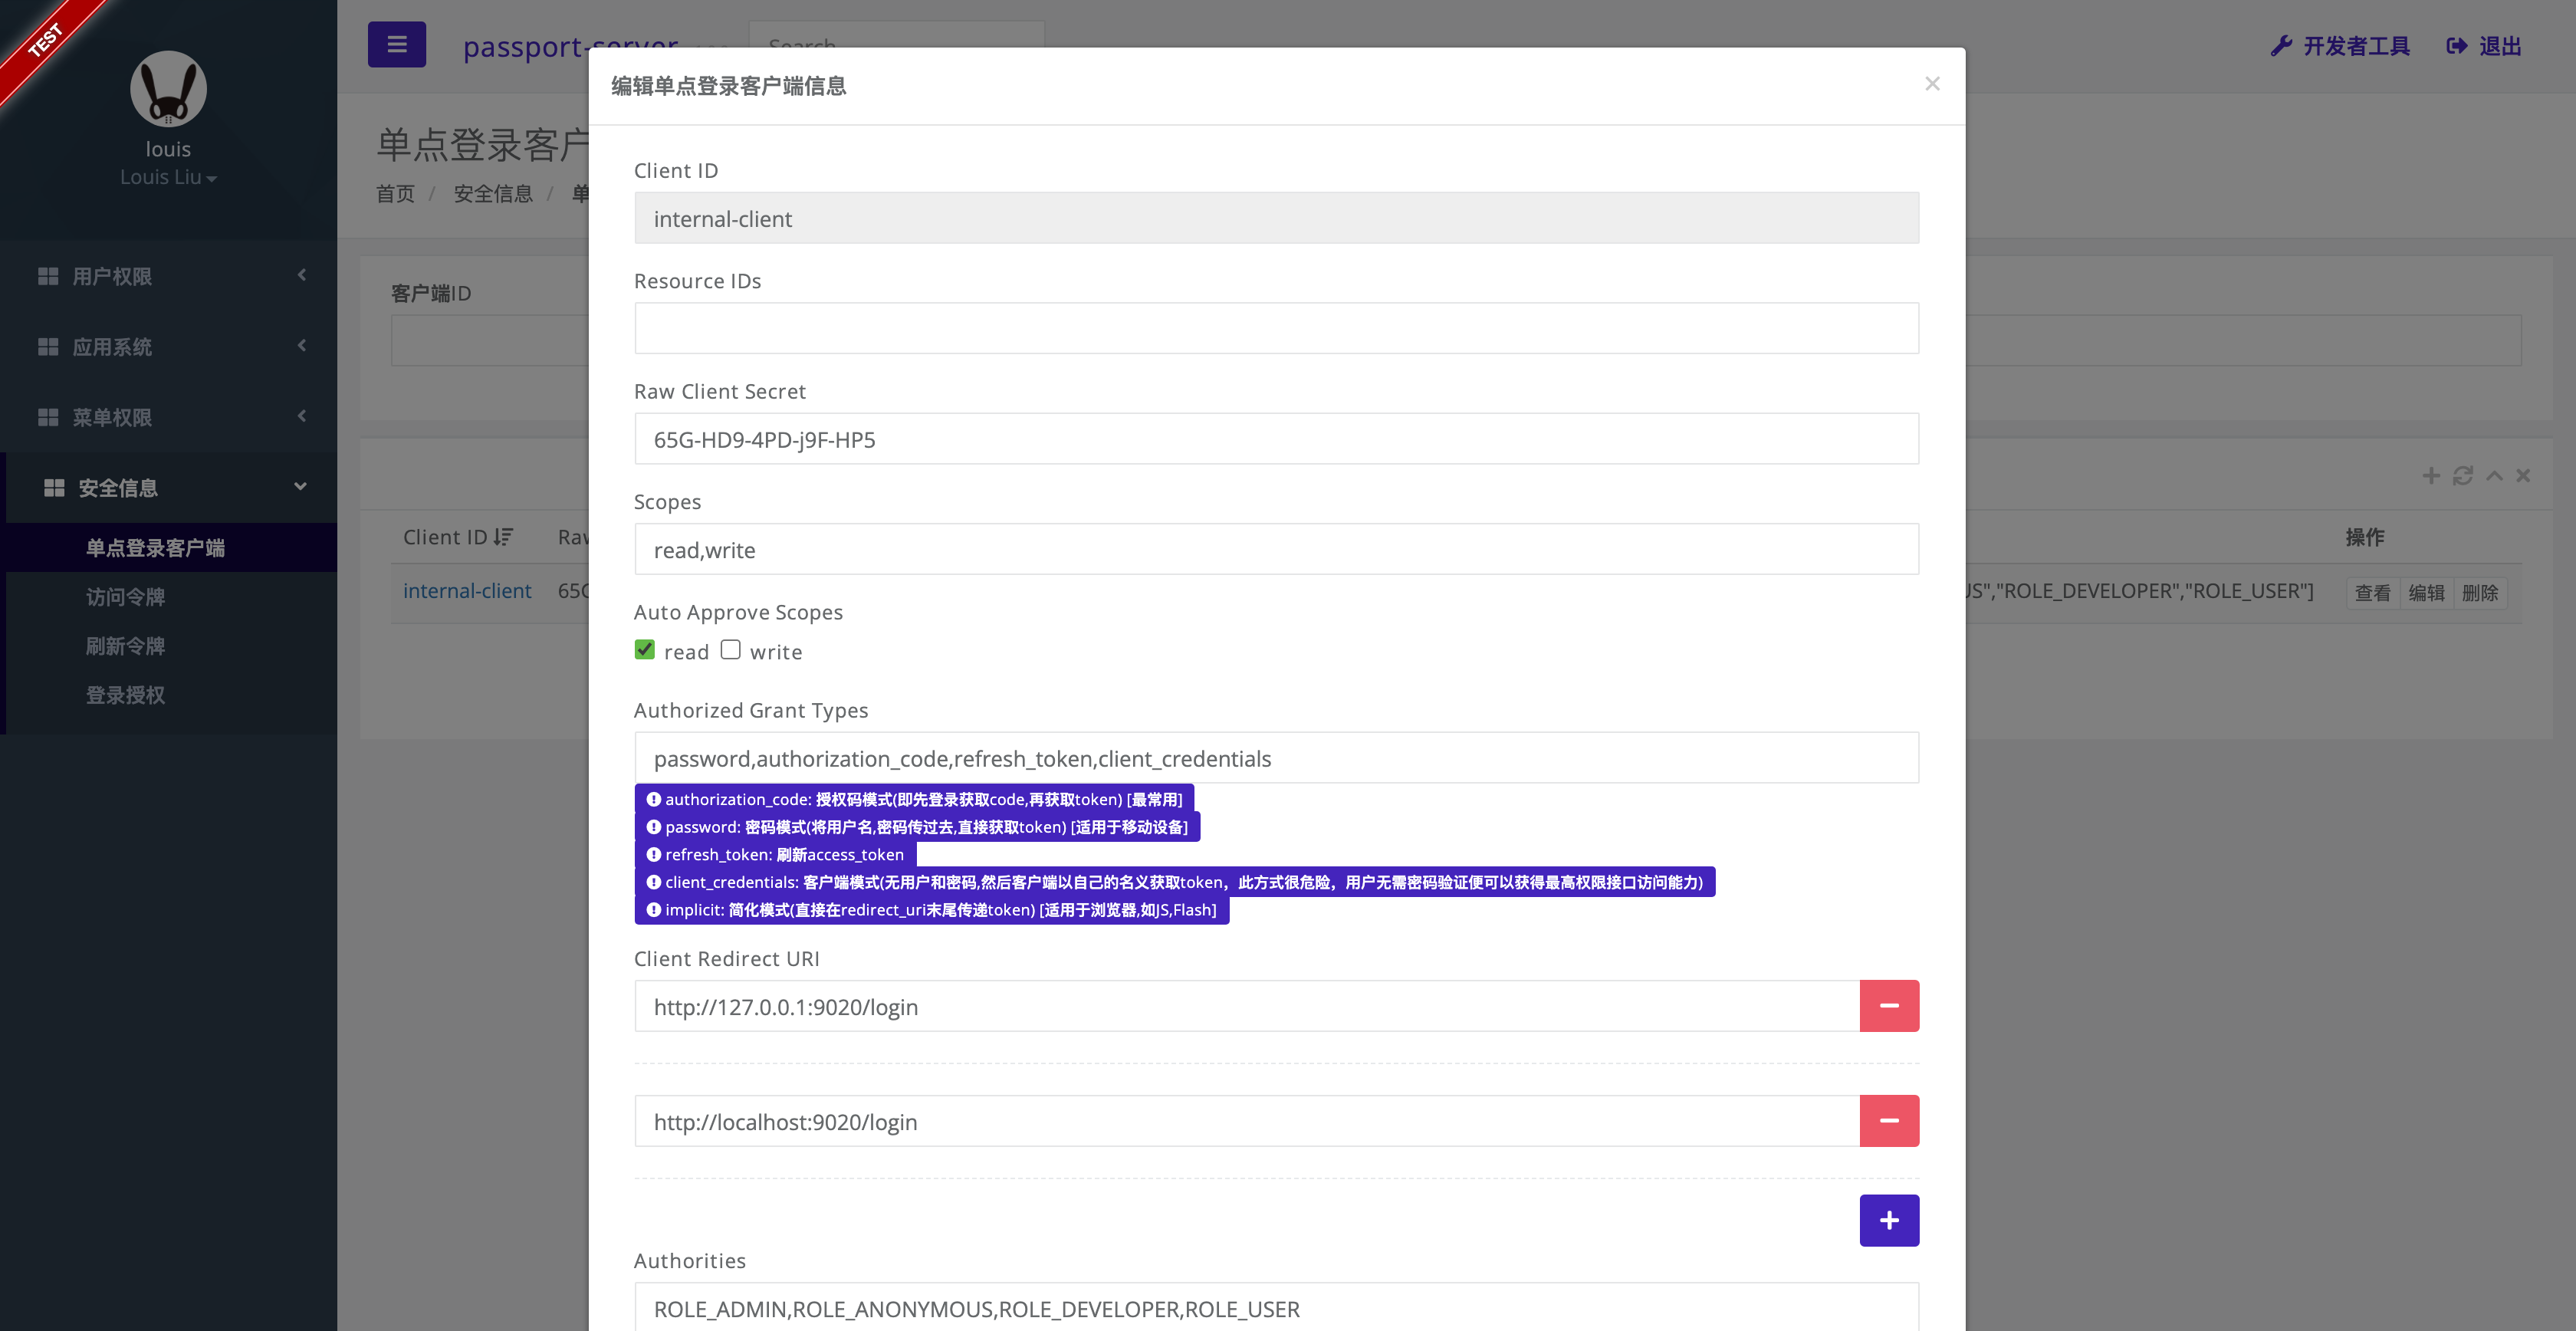 TEST
louis
Louis Liu
用户权限
应用系统
菜单权限
安全信息
单点登录客户端
访问令牌
刷新令牌
登录授权
passport-server
Search
开发者工具
退出
单点登录客户
首页 / 安全信息 / 单
客户端ID
Client ID
Raw
操作
internal-client
65G
US","ROLE_DEVELOPER","ROLE_USER"]
查看 编辑 删除
编辑单点登录客户端信息
×
Client ID
internal-client
Resource IDs
Raw Client Secret
65G-HD9-4PD-j9F-HP5
Scopes
read,write
Auto Approve Scopes
read write
Authorized Grant Types
password,authorization_code,refresh_token,client_credentials
authorization_code: 授权码模式(即先登录获取code,再获取token) [最常用]
password: 密码模式(将用户名,密码传过去,直接获取token) [适用于移动设备]
refresh_token: 刷新access_token
client_credentials: 客户端模式(无用户和密码,然后客户端以自己的名义获取token，此方式很危险，用户无需密码验证便可以获得最高权限接口访问能力)
implicit: 简化模式(直接在redirect_uri末尾传递token) [适用于浏览器,如JS,Flash]
Client Redirect URI
http://127.0.0.1:9020/login
http://localhost:9020/login
Authorities
ROLE_ADMIN,ROLE_ANONYMOUS,ROLE_DEVELOPER,ROLE_USER